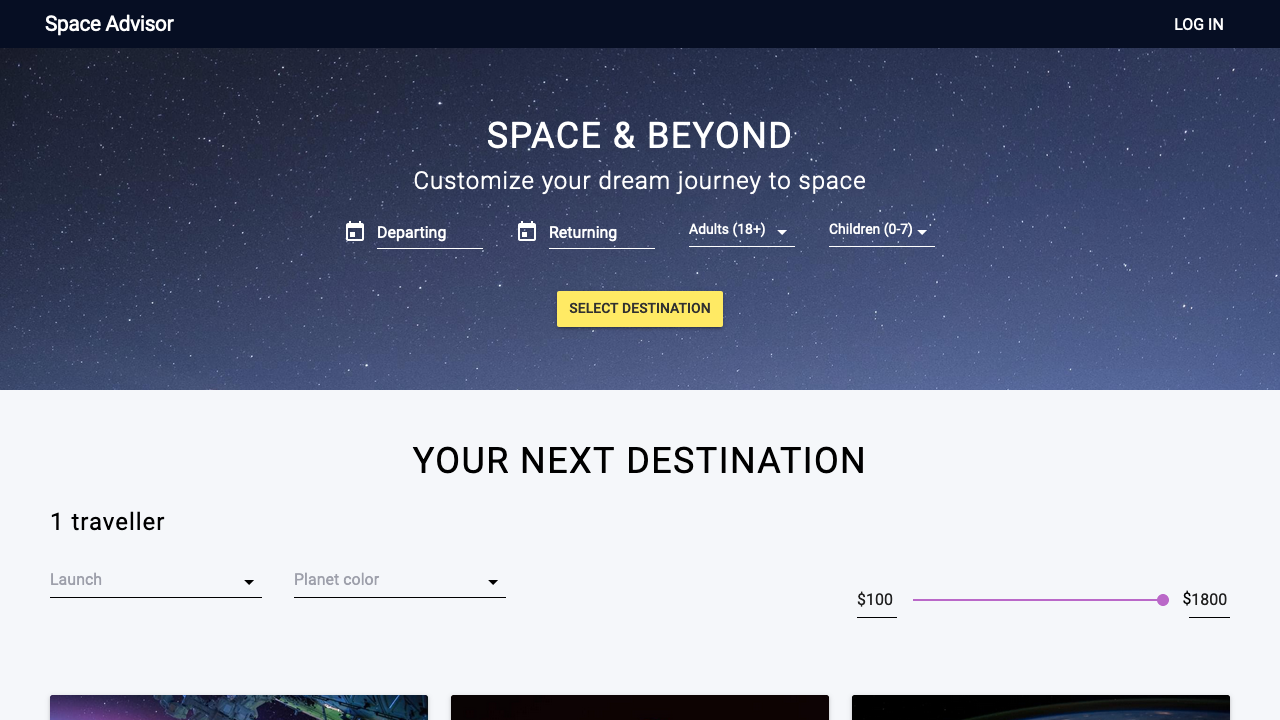 Space Advisor
LOG IN
SPACE & BEYOND
Customize your dream journey to space
Departing
Returning
Adults (18+)
Children (0-7)
SELECT DESTINATION
YOUR NEXT DESTINATION
1 traveller
Launch
Planet color
$100
$1800